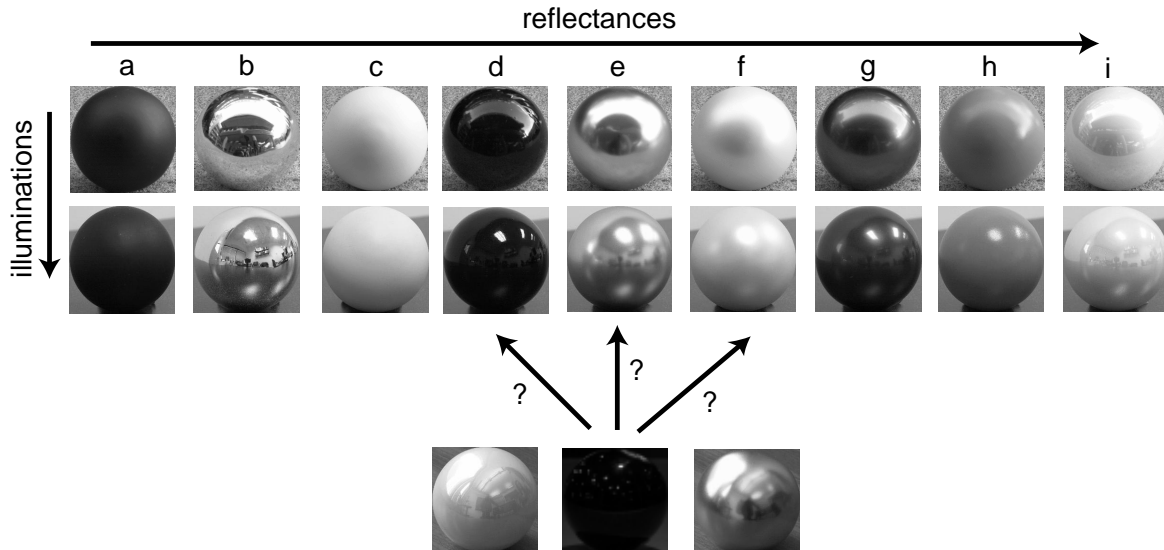 reflectances
a b c d e f g h i
illuminations
? ? ?